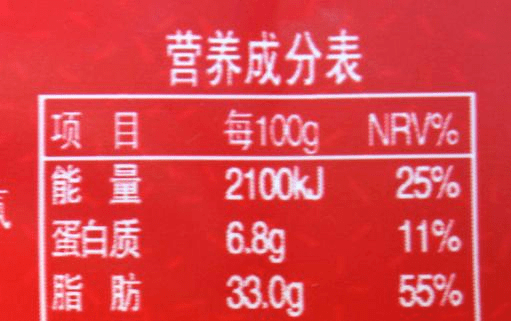 营养成分表
项 目 每100g NRV%
能 量 2100kJ 25%
蛋白质 6.8g 11%
脂 肪 33.0g 55%